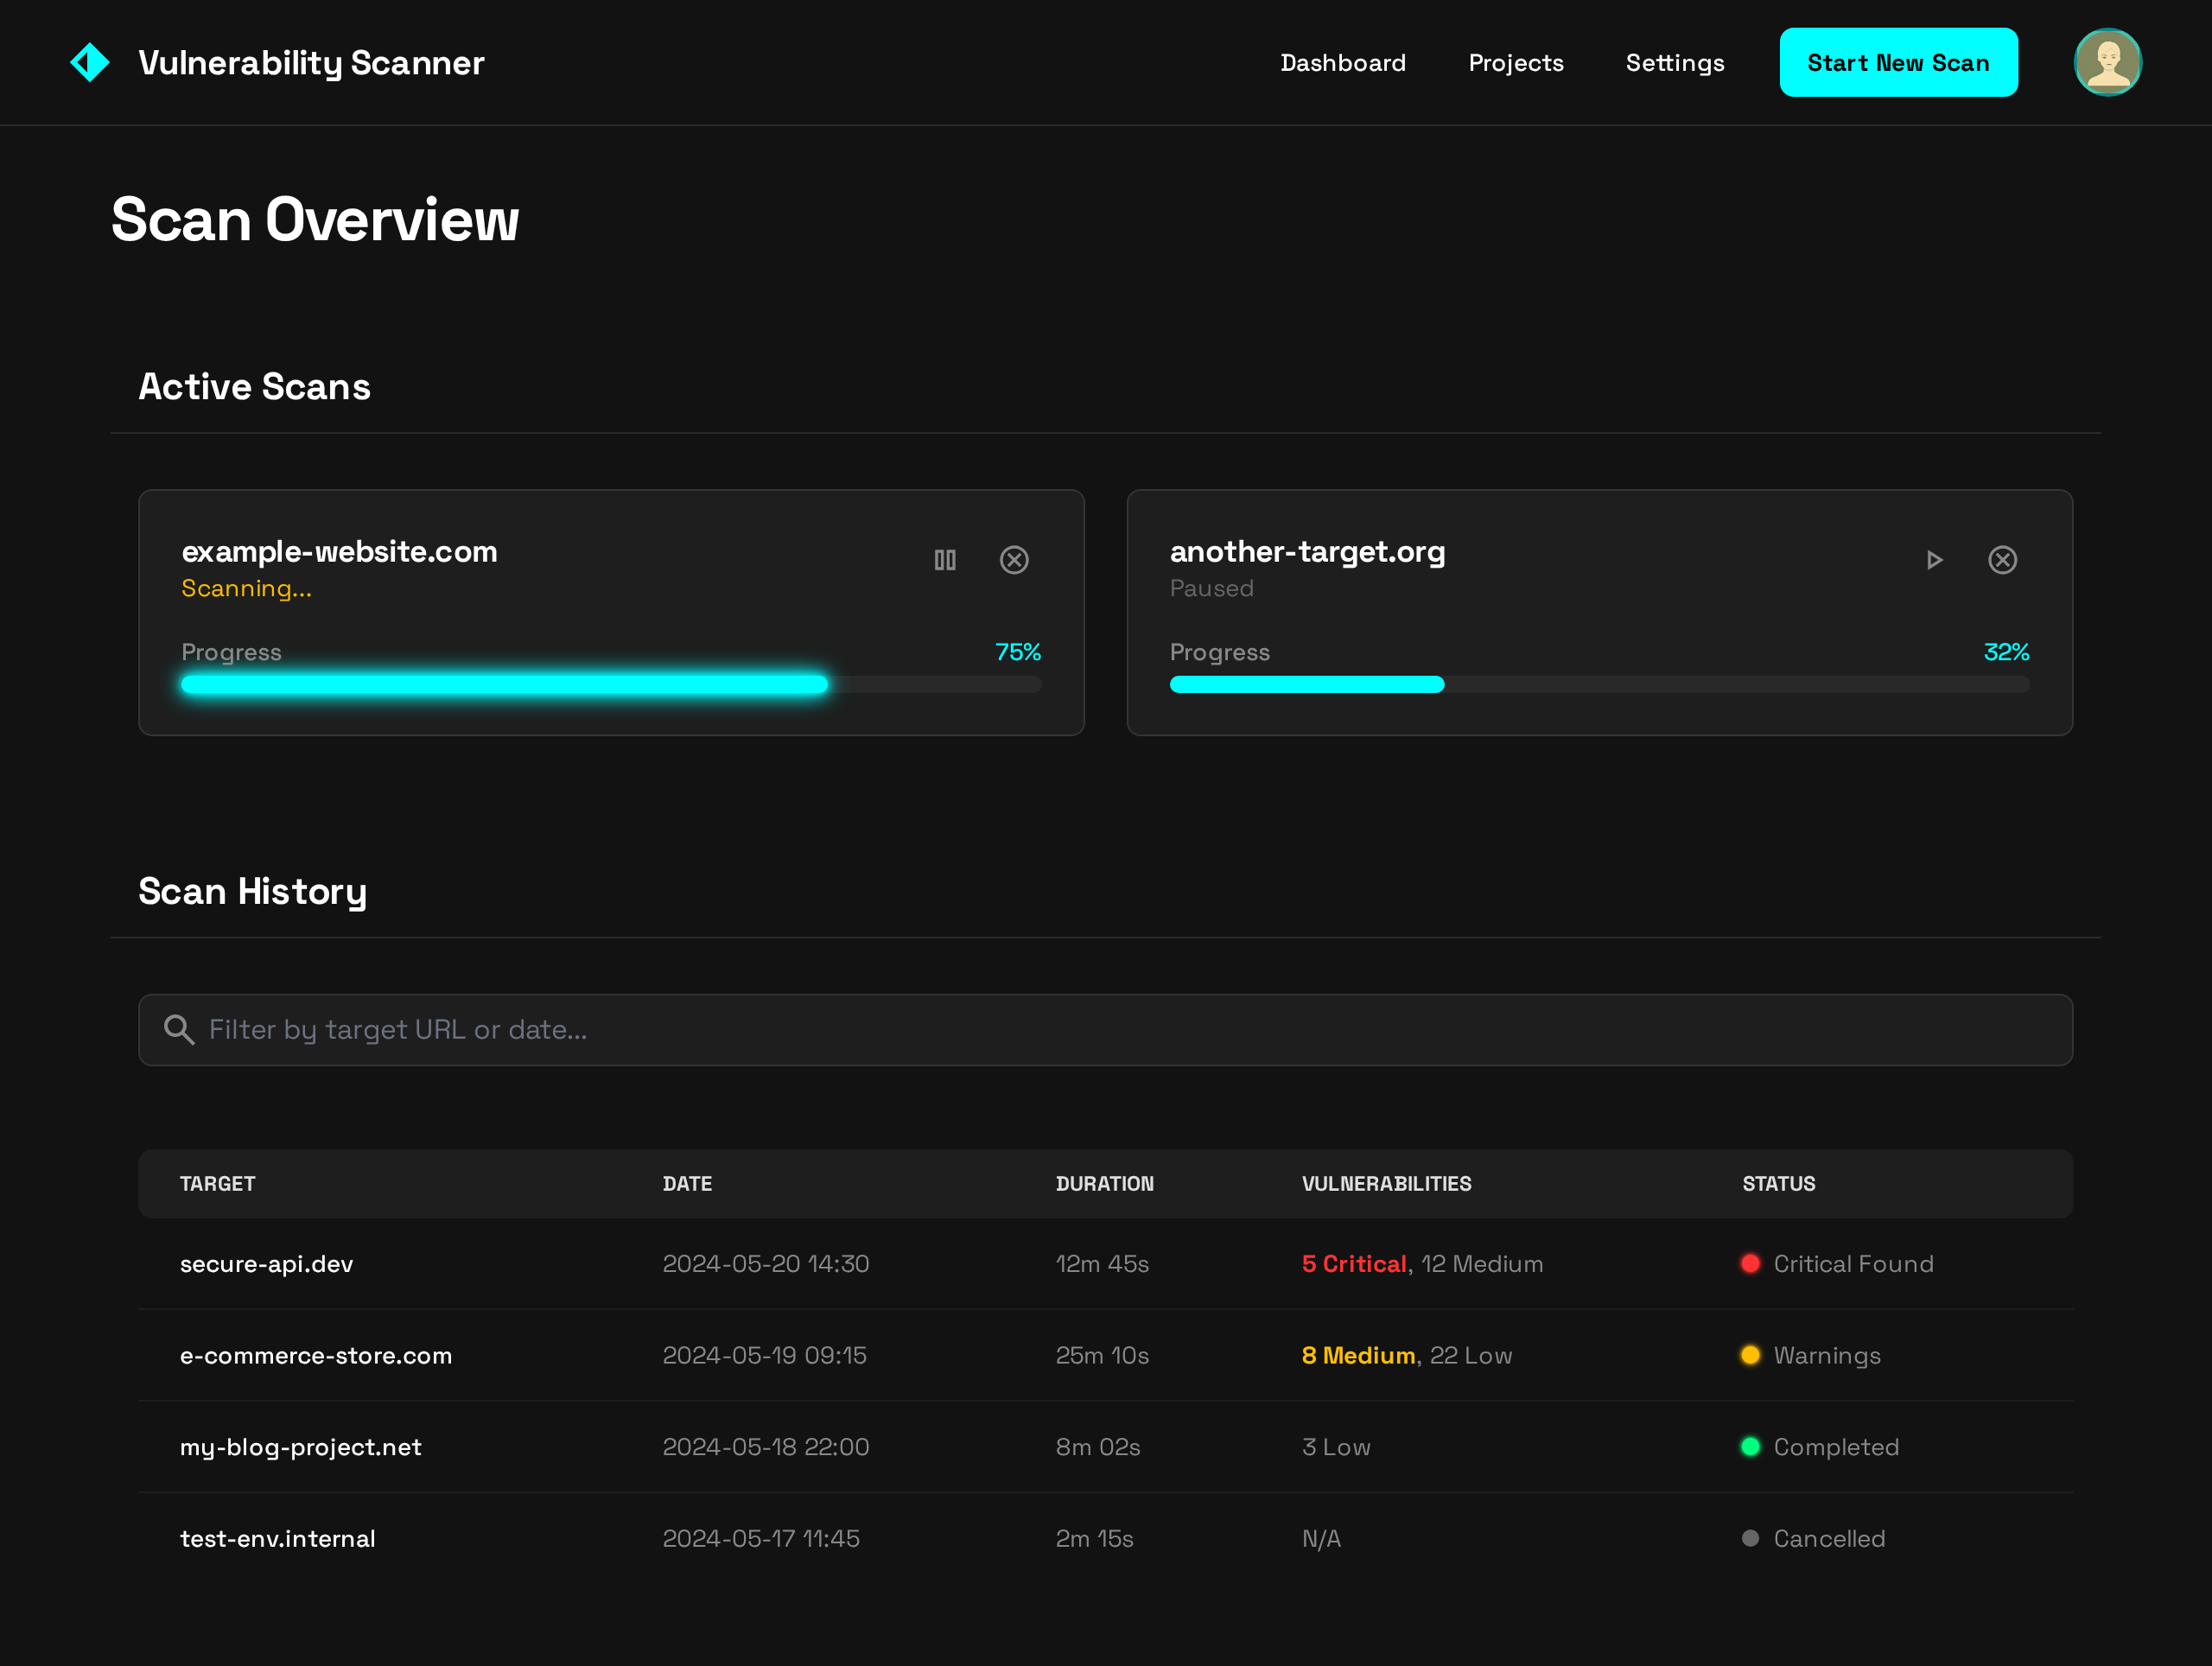 Vulnerability Scanner
Dashboard Projects Settings Start New Scan
Scan Overview
Active Scans
example-website.com
Scanning...
Progress 75%
another-target.org
Paused
Progress 32%
Scan History
Filter by target URL or date...
TARGET DATE DURATION VULNERABILITIES STATUS
secure-api.dev 2024-05-20 14:30 12m 45s 5 Critical, 12 Medium Critical Found
e-commerce-store.com 2024-05-19 09:15 25m 10s 8 Medium, 22 Low Warnings
my-blog-project.net 2024-05-18 22:00 8m 02s 3 Low Completed
test-env.internal 2024-05-17 11:45 2m 15s N/A Cancelled